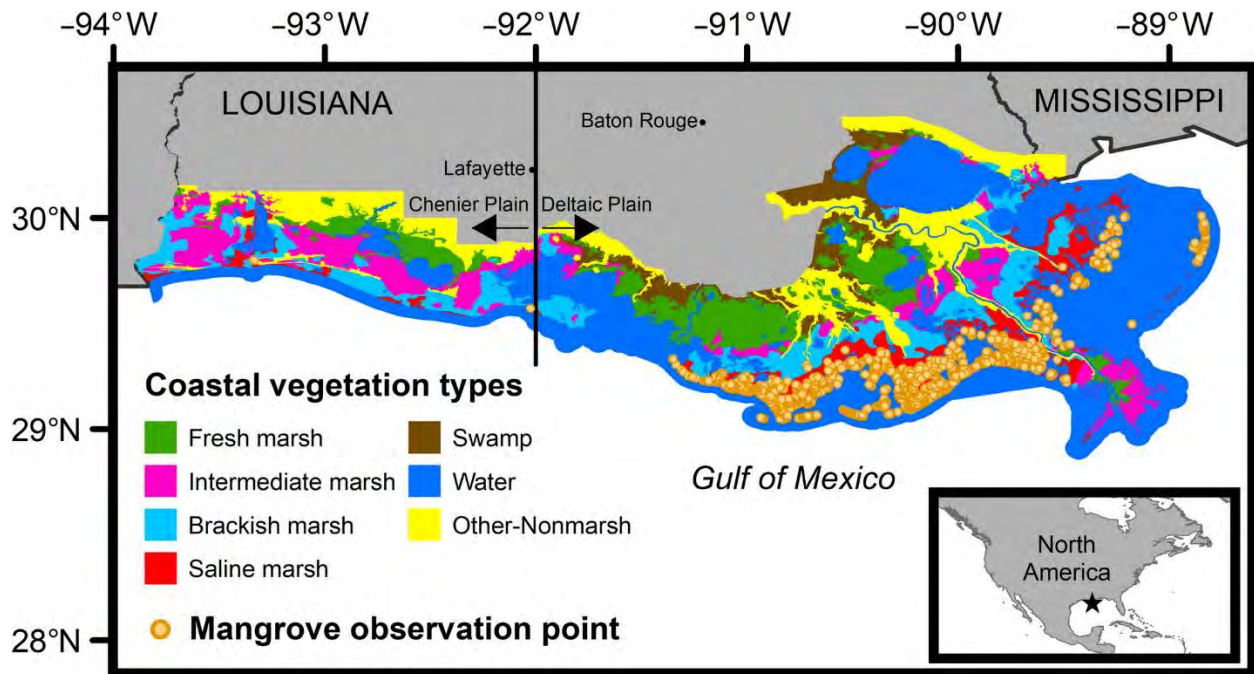 −94°W −93°W −92°W −91°W −90°W −89°W
LOUISIANA
MISSISSIPPI
Baton Rouge
Lafayette
30°N
Chenier Plain
Deltaic Plain
29°N
28°N
Coastal vegetation types
Fresh marsh
Swamp
Intermediate marsh
Water
Brackish marsh
Other-Nonmarsh
Saline marsh
Mangrove observation point
Gulf of Mexico
North
America